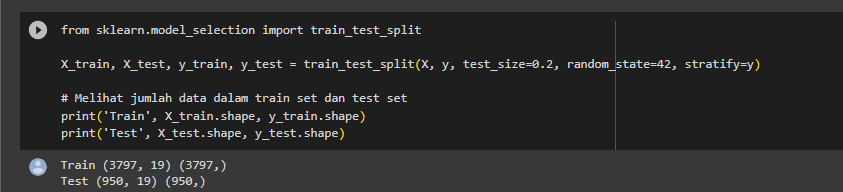 from sklearn.model_selection import train_test_split
X_train, X_test, y_train, y_test = train_test_split(X, y, test_size=0.2, random_state=42, stratify=y)
# Melihat jumlah data dalam train set dan test set
print('Train', X_train.shape, y_train.shape)
print('Test', X_test.shape, y_test.shape)
Train (3797, 19) (3797,)
Test (950, 19) (950,)